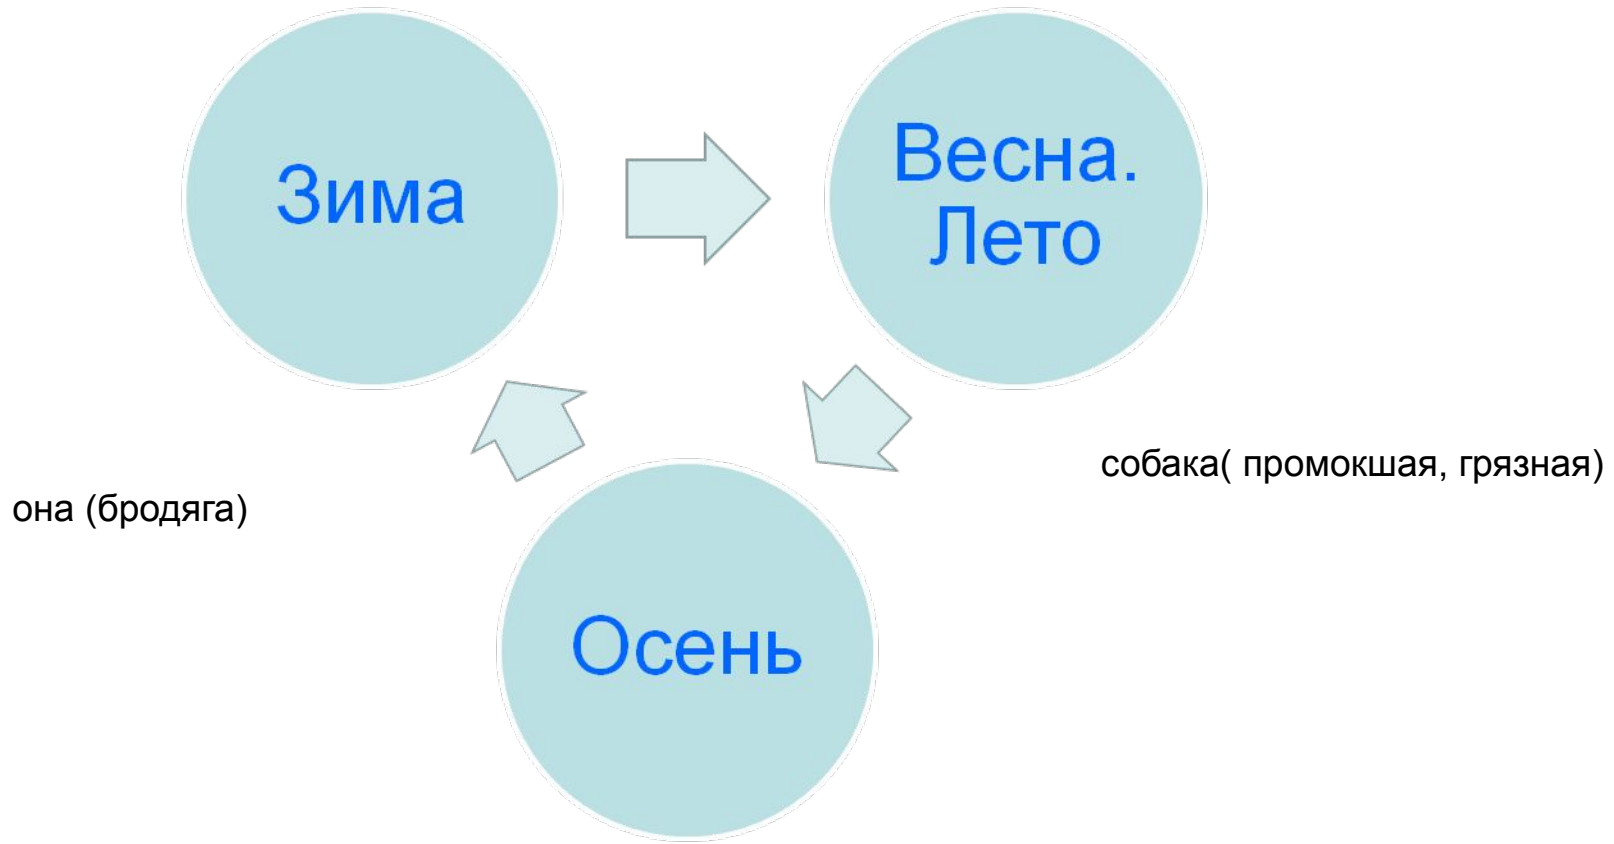 Зима
Весна.
Лето
собака( промокшая, грязная)
она (бродяга)
Осень